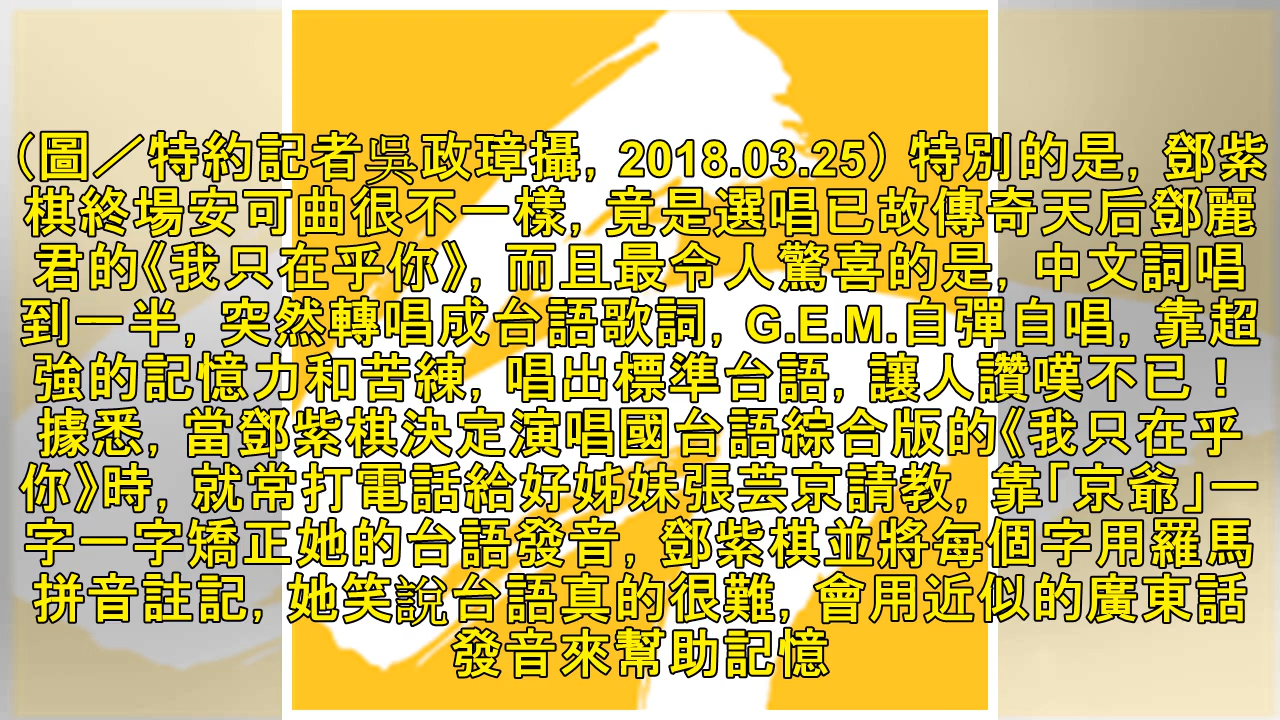 （圖／特約記者吳政璋攝, 2018.03.25）特別的是, 鄧紫
棋終場安可曲很不一樣, 竟是選唱已故傳奇天后鄧麗
君的《我只在乎你》, 而且最令人驚喜的是, 中文詞唱
到一半, 突然轉唱成台語歌詞, G.E.M.自彈自唱, 靠超
強的記憶力和苦練, 唱出標準台語, 讓人讚嘆不已！
據悉, 當鄧紫棋決定演唱國台語綜合版的《我只在乎
你》時, 就常打電話給好姊妹張芸京請教, 靠「京爺」一
字一字矯正她的台語發音, 鄧紫棋並將每個字用羅馬
拼音註記, 她笑說台語真的很難, 會用近似的廣東話
發音來幫助記憶